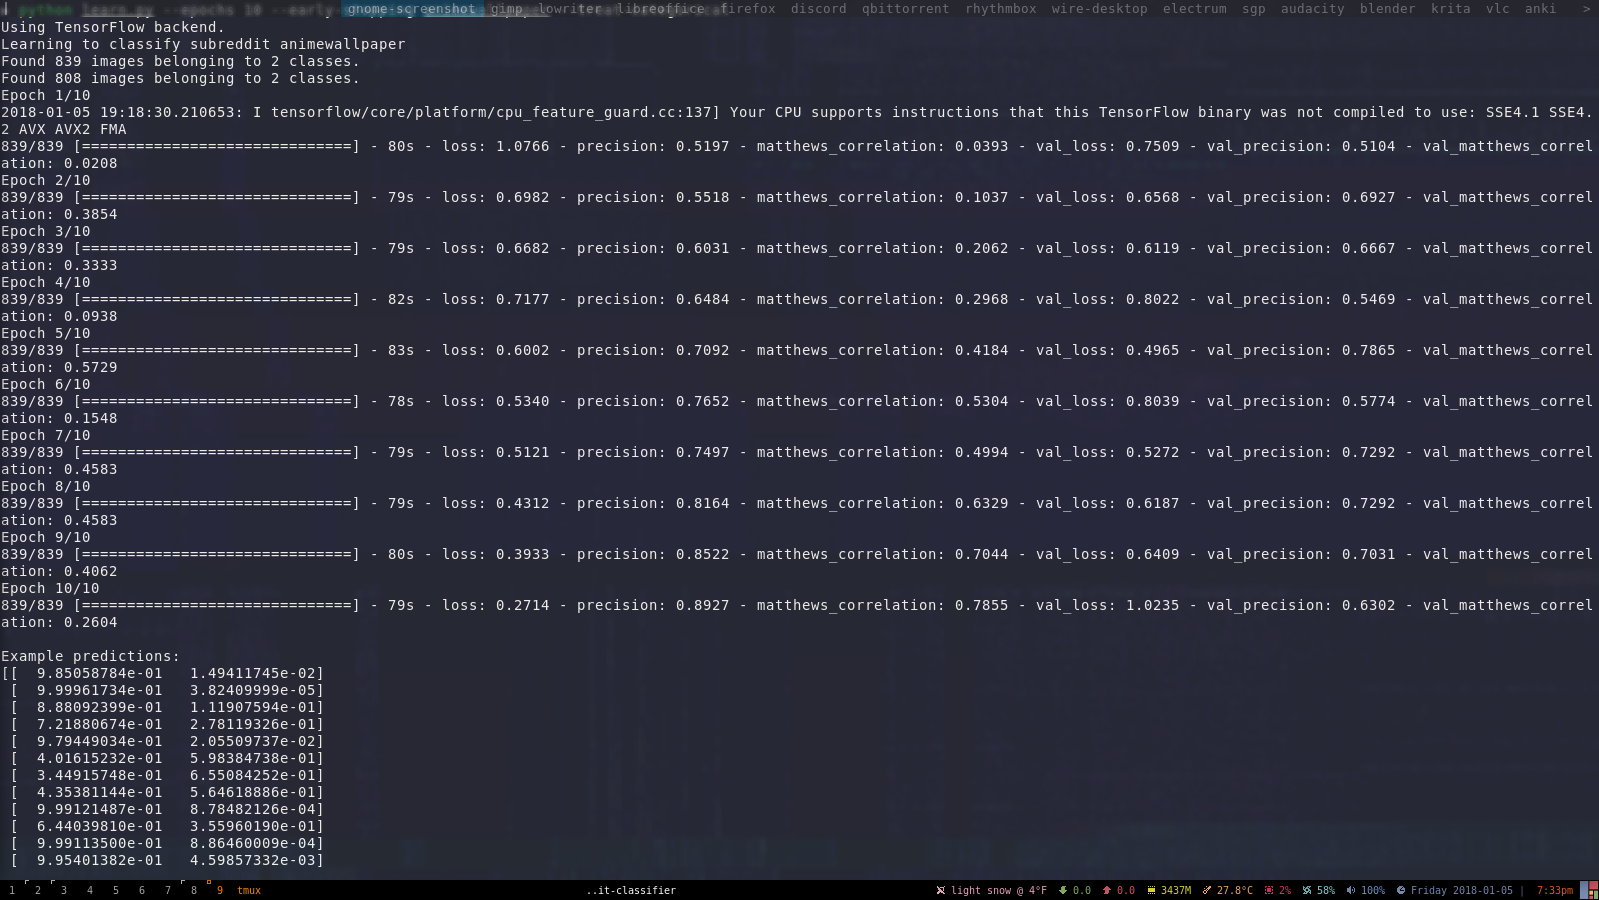 python learn.py --epochs 10 --early- gnome-screenshot gimp lowriter libreoffice firefox discord qbittorrent rhythmbox wire-desktop electrum sgp audacity blender krita vlc anki >
Using TensorFlow backend.
Learning to classify subreddit animewallpaper
Found 839 images belonging to 2 classes.
Found 808 images belonging to 2 classes.
Epoch 1/10
2018-01-05 19:18:30.210653: I tensorflow/core/platform/cpu_feature_guard.cc:137] Your CPU supports instructions that this TensorFlow binary was not compiled to use: SSE4.1 SSE4.
2 AVX AVX2 FMA
839/839 [==============================] - 80s - loss: 1.0766 - precision: 0.5197 - matthews_correlation: 0.0393 - val_loss: 0.7509 - val_precision: 0.5104 - val_matthews_correl
ation: 0.0208
Epoch 2/10
839/839 [==============================] - 79s - loss: 0.6982 - precision: 0.5518 - matthews_correlation: 0.1037 - val_loss: 0.6568 - val_precision: 0.6927 - val_matthews_correl
ation: 0.3854
Epoch 3/10
839/839 [==============================] - 79s - loss: 0.6682 - precision: 0.6031 - matthews_correlation: 0.2062 - val_loss: 0.6119 - val_precision: 0.6667 - val_matthews_correl
ation: 0.3333
Epoch 4/10
839/839 [==============================] - 82s - loss: 0.7177 - precision: 0.6484 - matthews_correlation: 0.2968 - val_loss: 0.8022 - val_precision: 0.5469 - val_matthews_correl
ation: 0.0938
Epoch 5/10
839/839 [==============================] - 83s - loss: 0.6002 - precision: 0.7092 - matthews_correlation: 0.4184 - val_loss: 0.4965 - val_precision: 0.7865 - val_matthews_correl
ation: 0.5729
Epoch 6/10
839/839 [==============================] - 78s - loss: 0.5340 - precision: 0.7652 - matthews_correlation: 0.5304 - val_loss: 0.8039 - val_precision: 0.5774 - val_matthews_correl
ation: 0.1548
Epoch 7/10
839/839 [==============================] - 79s - loss: 0.5121 - precision: 0.7497 - matthews_correlation: 0.4994 - val_loss: 0.5272 - val_precision: 0.7292 - val_matthews_correl
ation: 0.4583
Epoch 8/10
839/839 [==============================] - 79s - loss: 0.4312 - precision: 0.8164 - matthews_correlation: 0.6329 - val_loss: 0.6187 - val_precision: 0.7292 - val_matthews_correl
ation: 0.4583
Epoch 9/10
839/839 [==============================] - 80s - loss: 0.3933 - precision: 0.8522 - matthews_correlation: 0.7044 - val_loss: 0.6409 - val_precision: 0.7031 - val_matthews_correl
ation: 0.4062
Epoch 10/10
839/839 [==============================] - 79s - loss: 0.2714 - precision: 0.8927 - matthews_correlation: 0.7855 - val_loss: 1.0235 - val_precision: 0.6302 - val_matthews_correl
ation: 0.2604
Example predictions:
[[ 9.85058784e-01 1.49411745e-02]
[ 9.99961734e-01 3.82409999e-05]
[ 8.88092399e-01 1.11907594e-01]
[ 7.21880674e-01 2.78119326e-01]
[ 9.79449034e-01 2.05509737e-02]
[ 4.01615232e-01 5.98384738e-01]
[ 3.44915748e-01 6.55084252e-01]
[ 4.35381144e-01 5.64618886e-01]
[ 9.99121487e-01 8.78482126e-04]
[ 6.44039810e-01 3.55960190e-01]
[ 9.99113500e-01 8.86460009e-04]
[ 9.95401382e-01 4.59857332e-03]
1 2 3 4 5 6 7 8 9 tmux ..it-classifier light snow @ 4°F 0.0 0.0 3437M 27.8°C 2% 58% 100% Friday 2018-01-05 | 7:33pm